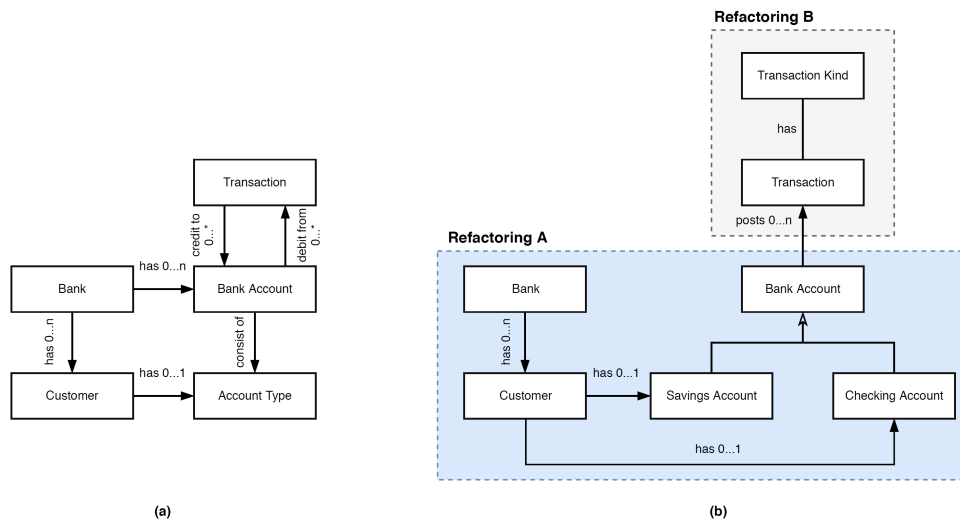 Refactoring B
Transaction Kind
has
Transaction
posts 0...n
Refactoring A
Bank
Bank Account
has 0...n
Customer
has 0...1
Savings Account
Checking Account
has 0...1
(b)
Transaction
credit to
0...*
debit from
0...*
Bank
has 0...n
Bank Account
has 0...n
consist of
Customer
has 0...1
Account Type
(a)